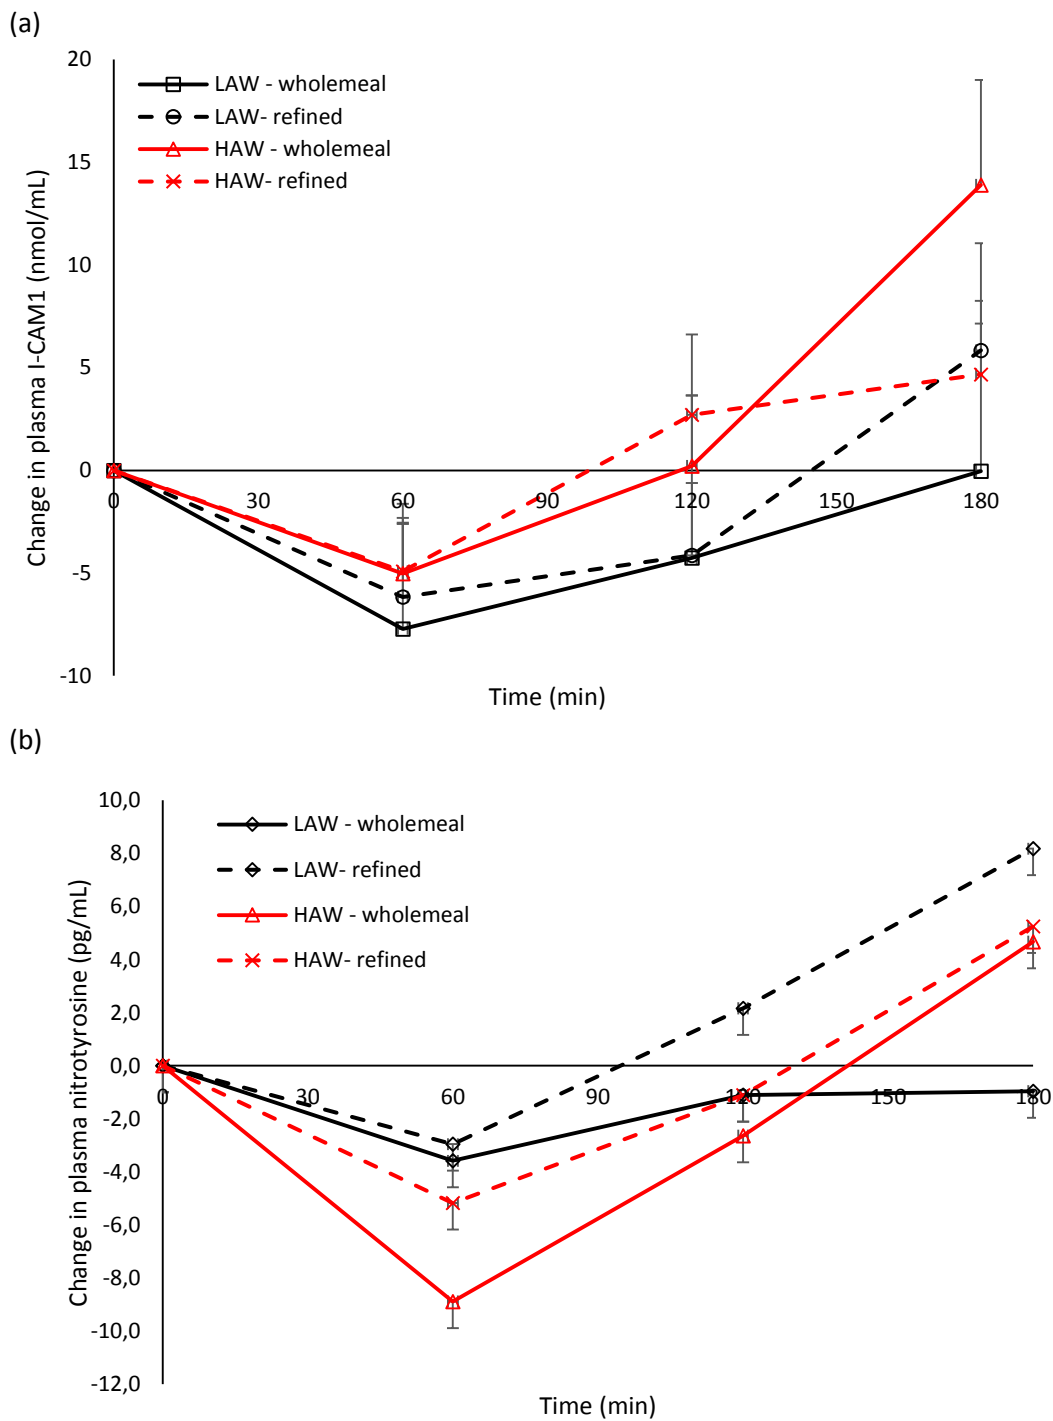 (a)
20
15
10
5
0
-5
-10
Change in plasma I-CAM1 (nmol/mL)
LAW - wholemeal
LAW- refined
HAW - wholemeal
HAW- refined
0 30 60 90 120 150 180
Time (min)
(b)
10,0
8,0
6,0
4,0
2,0
0,0
-2,0
-4,0
-6,0
-8,0
-10,0
-12,0
Change in plasma nitrotyrosine (pg/mL)
LAW - wholemeal
LAW- refined
HAW - wholemeal
HAW- refined
0 30 60 90 120 150 180
Time (min)